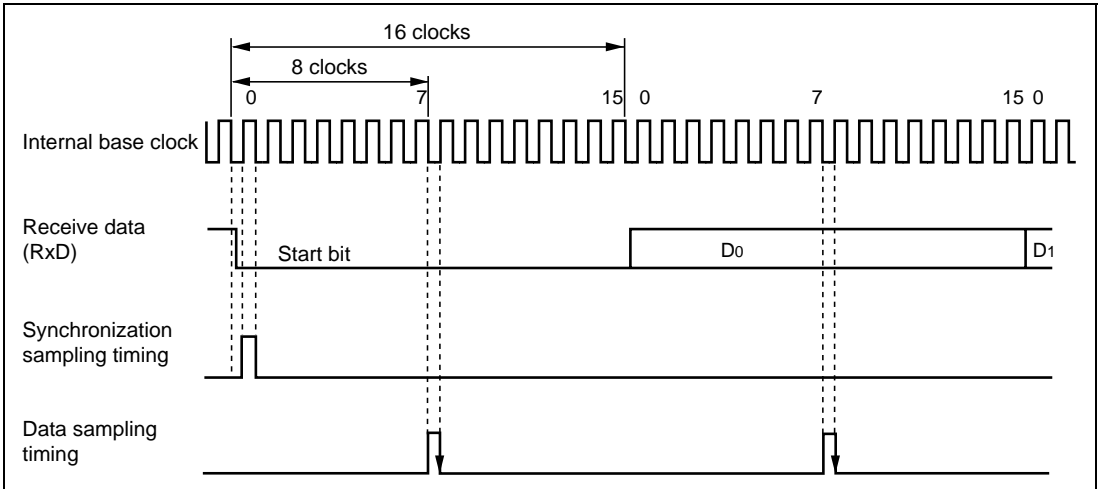 16 clocks
8 clocks
0 7 15 0 7 15 0
Internal base clock
Receive data
(RxD)
Start bit D0 D1
Synchronization
sampling timing
Data sampling
timing